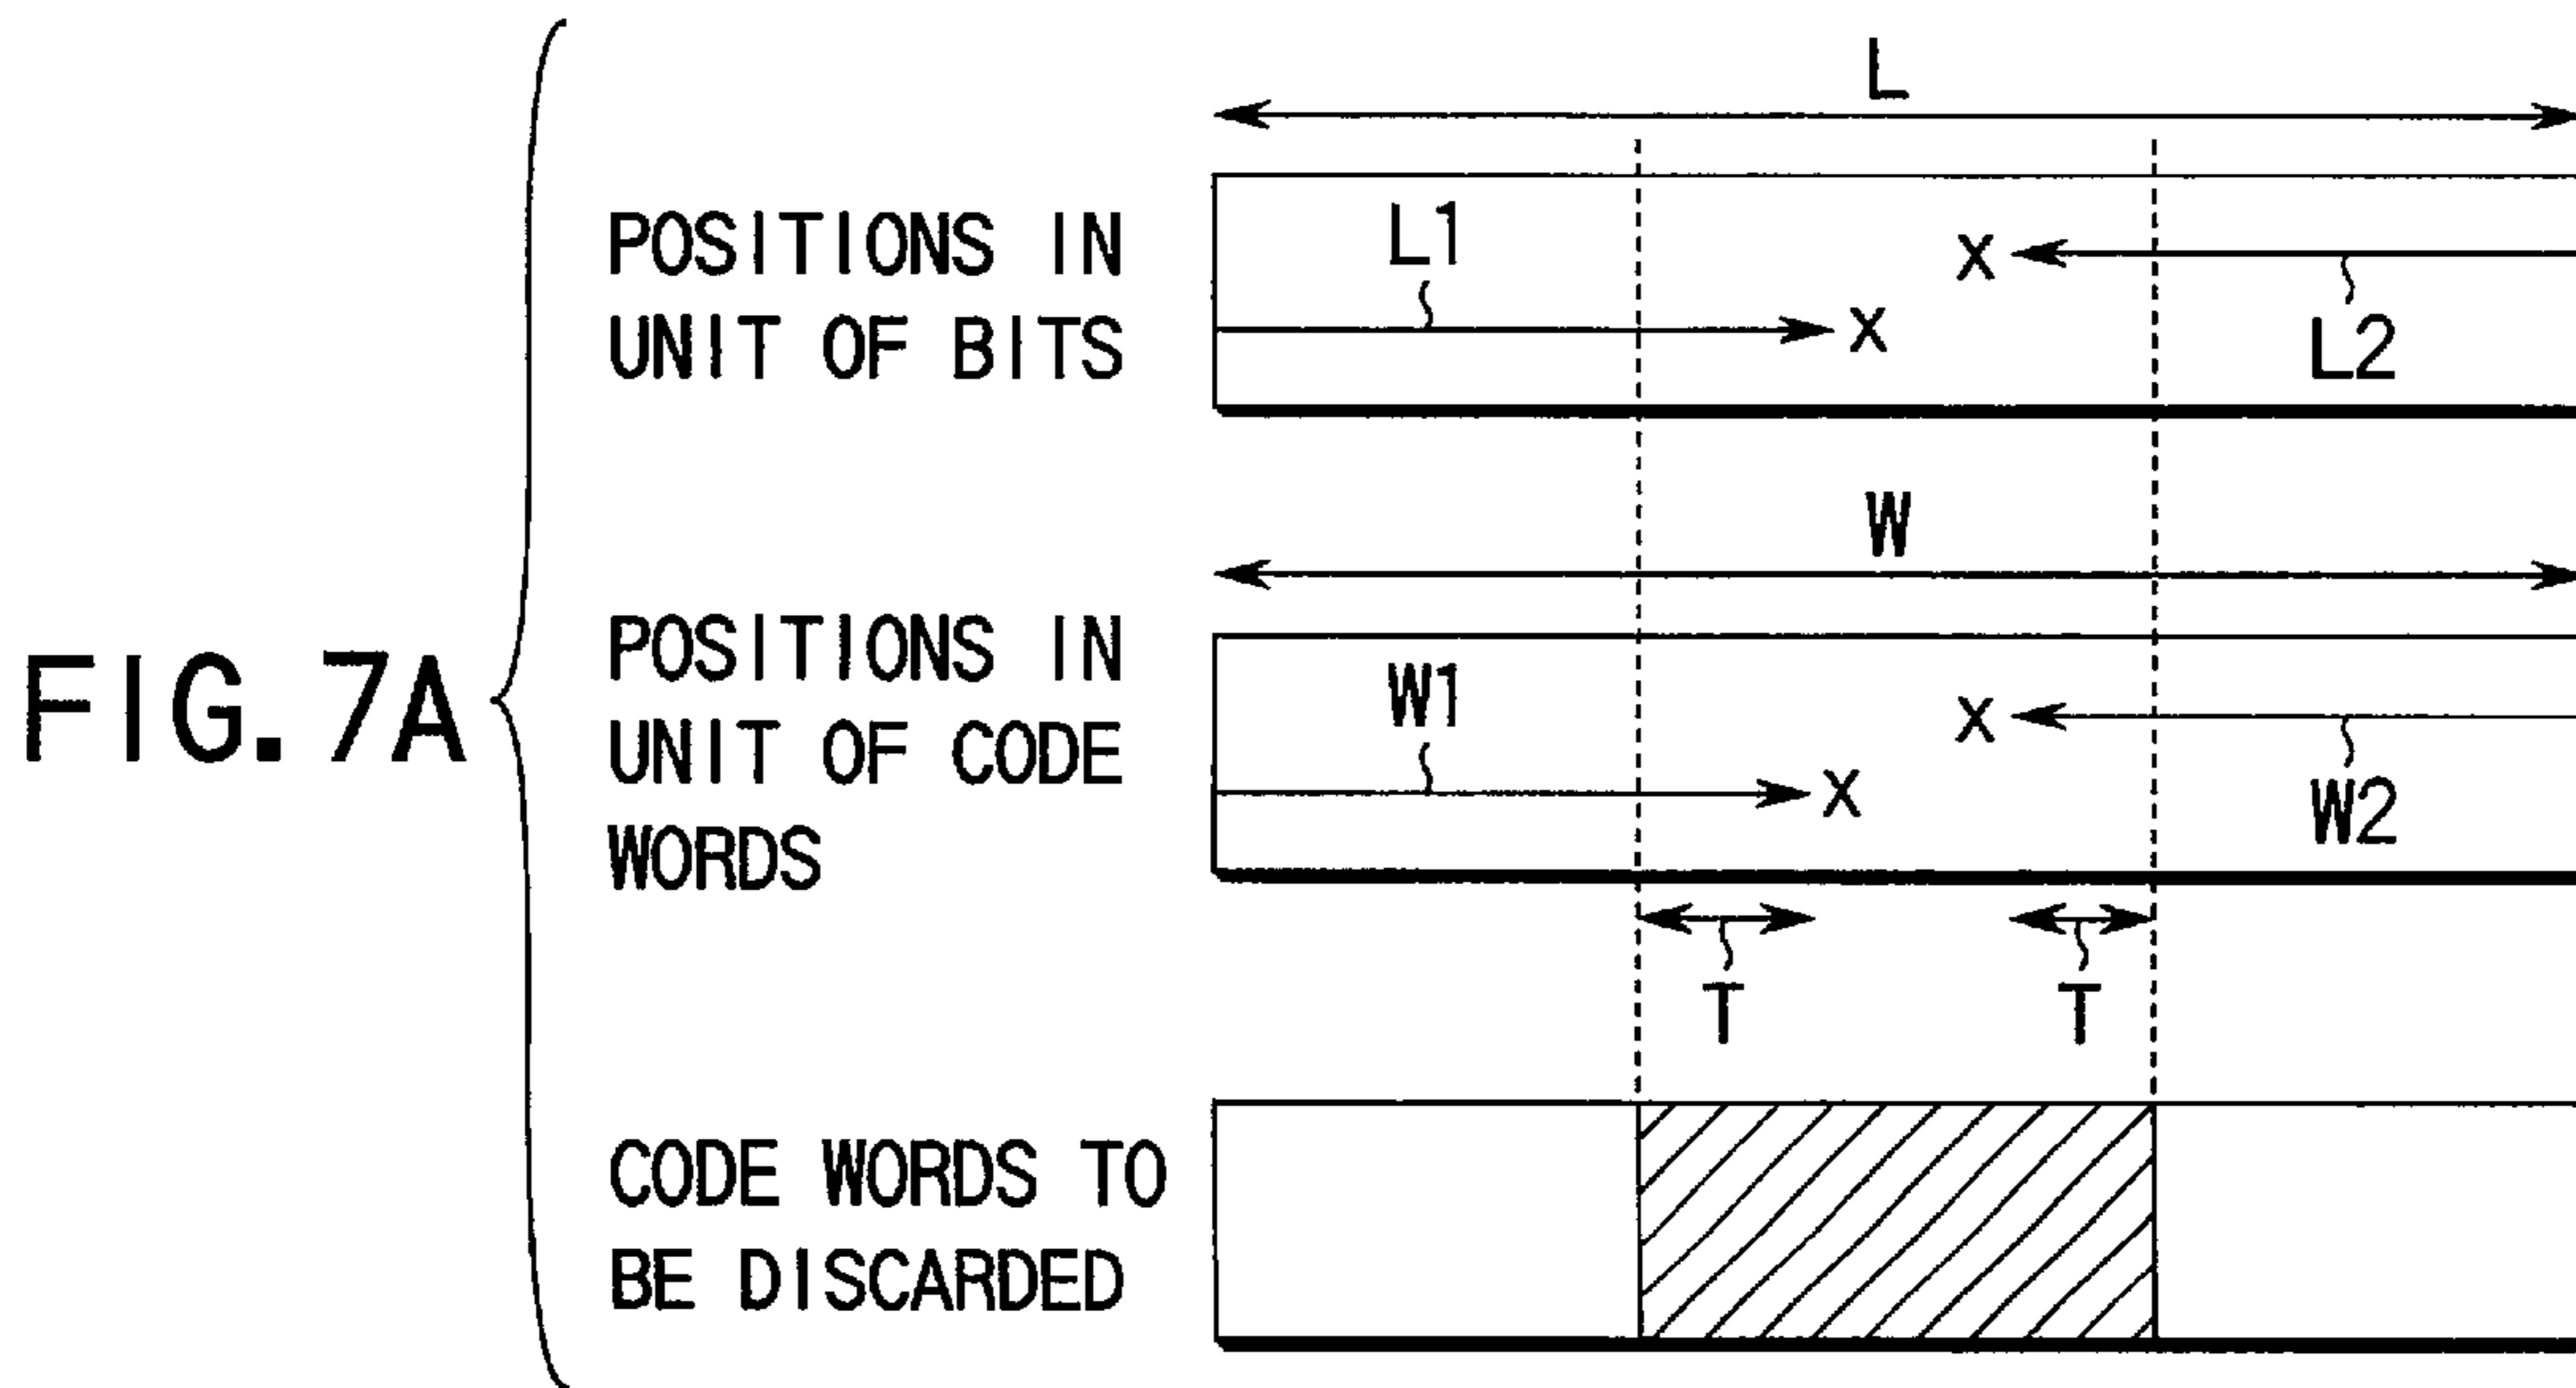 FIG. 7A
L
POSITIONS IN
UNIT OF BITS
L1
X
X
L2
W
POSITIONS IN
UNIT OF CODE
WORDS
W1
X
X
W2
T
T
CODE WORDS TO
BE DISCARDED